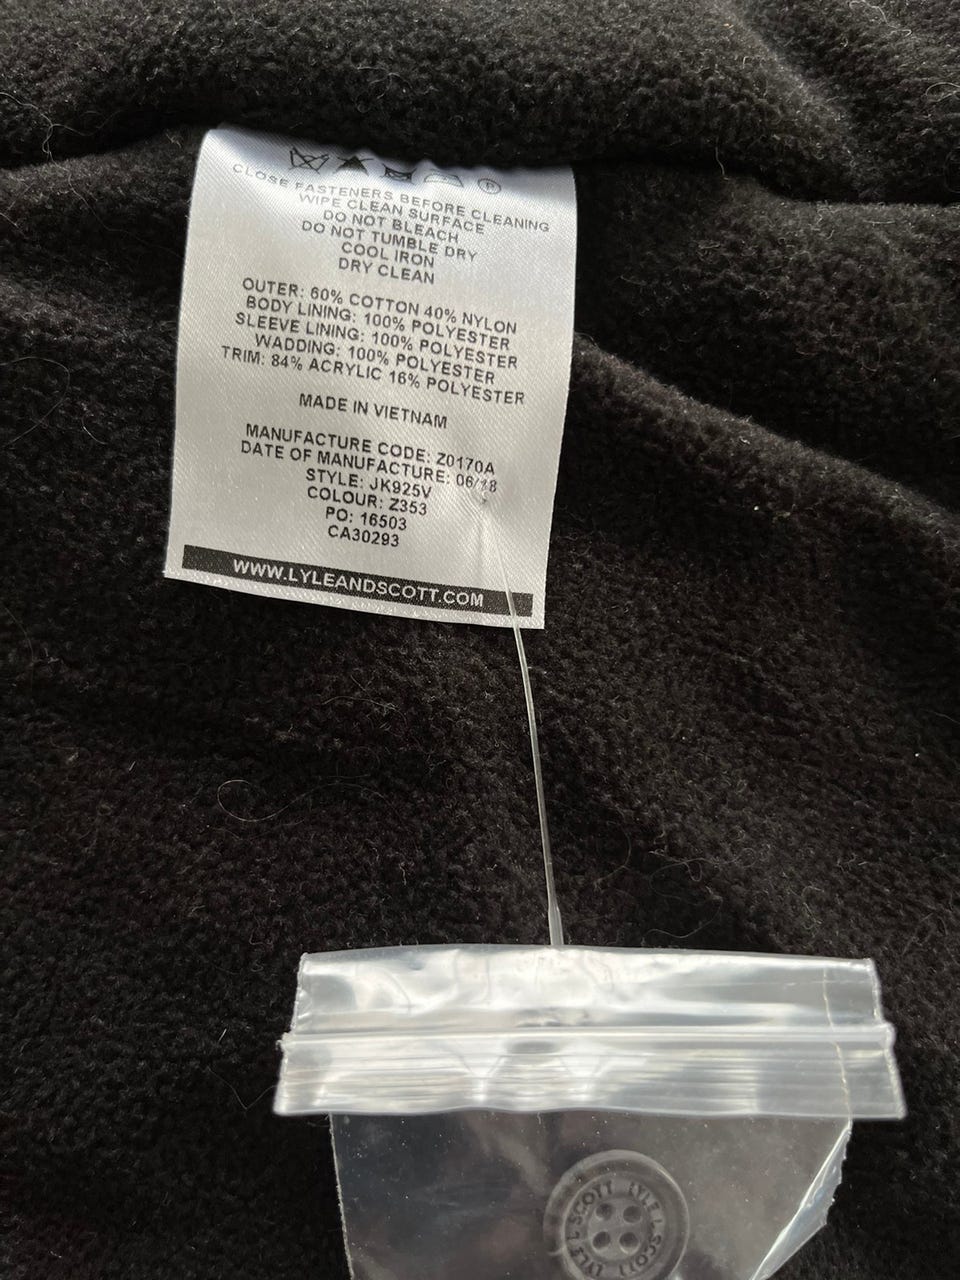 CLOSE FASTENERS BEFORE CLEANING
WIPE CLEAN SURFACE
DO NOT BLEACH
DO NOT TUMBLE DRY
COOL IRON
DRY CLEAN
OUTER: 60% COTTON 40% NYLON
BODY LINING: 100% POLYESTER
SLEEVE LINING: 100% POLYESTER
WADDING: 100% POLYESTER
TRIM: 84% ACRYLIC 16% POLYESTER
MADE IN VIETNAM
MANUFACTURE CODE: Z0170A
DATE OF MANUFACTURE: 06/18
STYLE: JK925V
COLOUR: Z353
PO: 16503
CA30293
WWW.LYLEANDSCOTT.COM
LYLE & SCOTT LYLE & SCOTT